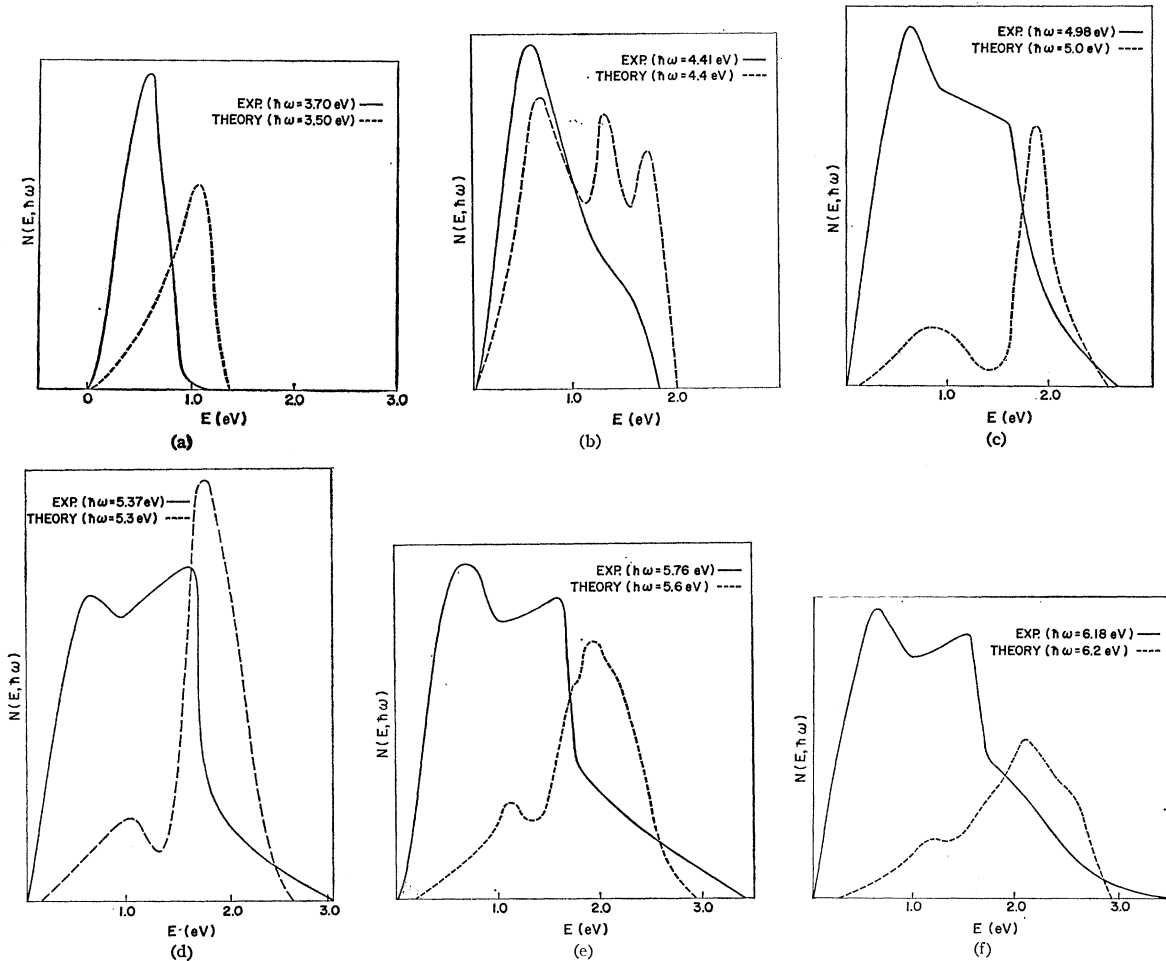 EXP. (ħω=3.70 eV)
THEORY (ħω=3.50 eV)
N(E,ħω)
0 1.0 2.0 3.0
E (eV)
(a)
EXP. (ħω=4.41 eV)
THEORY (ħω=4.4 eV)
N(E,ħω)
1.0 2.0
E (eV)
(b)
EXP. (ħω=4.98 eV)
THEORY (ħω=5.0 eV)
N(E,ħω)
1.0 2.0
E (eV)
(c)
EXP. (ħω=5.37eV)
THEORY (ħω=5.3 eV)
N(E,ħω)
1.0 2.0 3.0
E (eV)
(d)
EXP. (ħω=5.76 eV)
THEORY (ħω=5.6 eV)
N(E,ħω)
1.0 2.0 3.0
E (eV)
(e)
EXP. (ħω=6.18 eV)
THEORY (ħω=6.2 eV)
N(E,ħω)
1.0 2.0 3.0
E (eV)
(f)